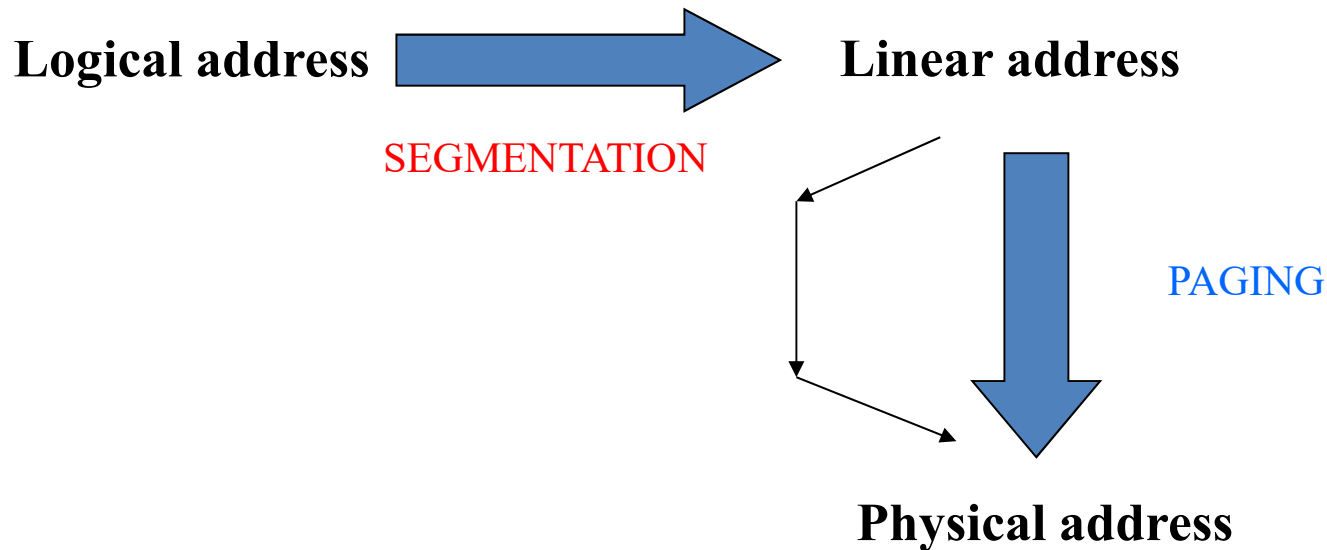 Logical address
Linear address
SEGMENTATION
PAGING
Physical address